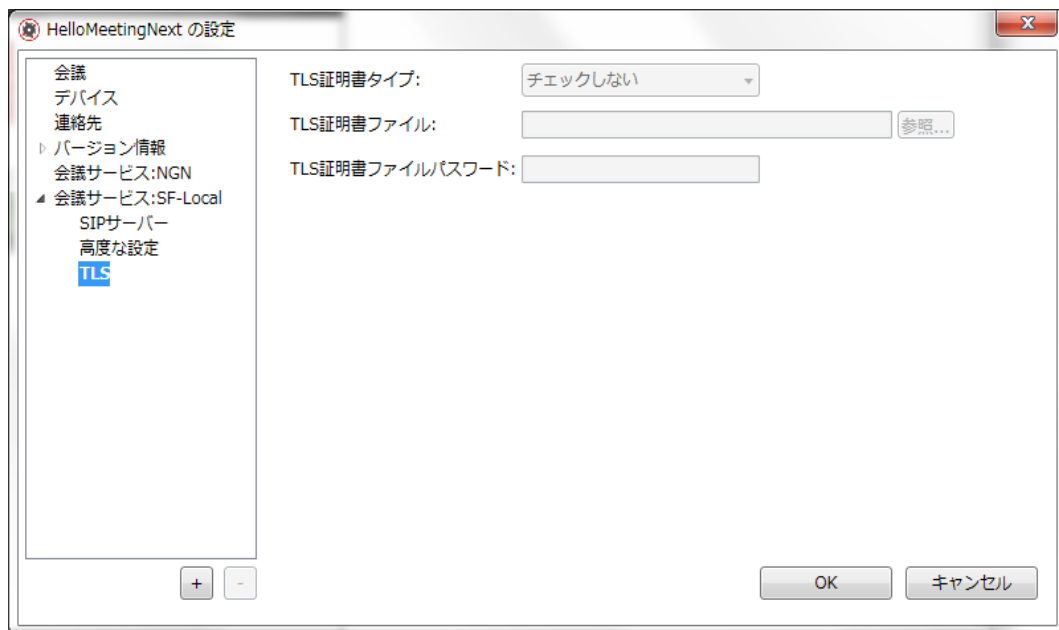 HelloMeetingNext の設定
会議
デバイス
連絡先
バージョン情報
会議サービス:NGN
会議サービス:SF-Local
SIPサーバー
高度な設定
TLS
TLS証明書タイプ: チェックしない
TLS証明書ファイル: 参照...
TLS証明書ファイルパスワード:
+ -
OK キャンセル